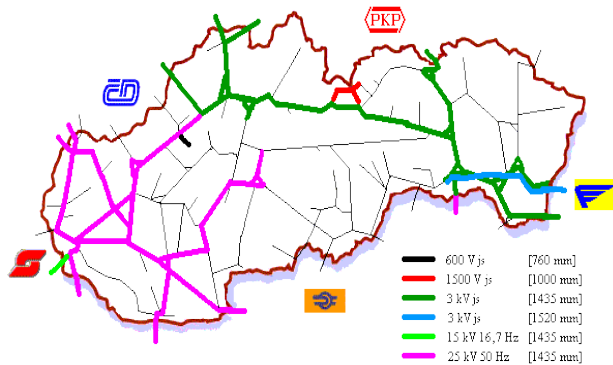 PKP
ČD
600 V js [760 mm]
1500 V js [1000 mm]
3 kV js [1435 mm]
3 kV js [1520 mm]
15 kV 16,7 Hz [1435 mm]
25 kV 50 Hz [1435 mm]